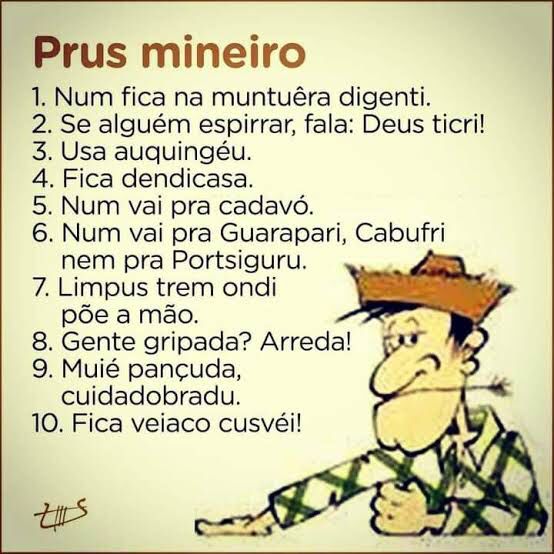 Prus mineiro
1. Num fica na muntuêra digenti.
2. Se alguém espirrar, fala: Deus ticri!
3. Usa auquingéu.
4. Fica dendicasa.
5. Num vai pra cadavó.
6. Num vai pra Guarapari, Cabufri
nem pra Portsiguru.
7. Limpus trem ondi
põe a mão.
8. Gente gripada? Arreda!
9. Muié pançuda,
cuidadobradu.
10. Fica veiaco cusvéi!